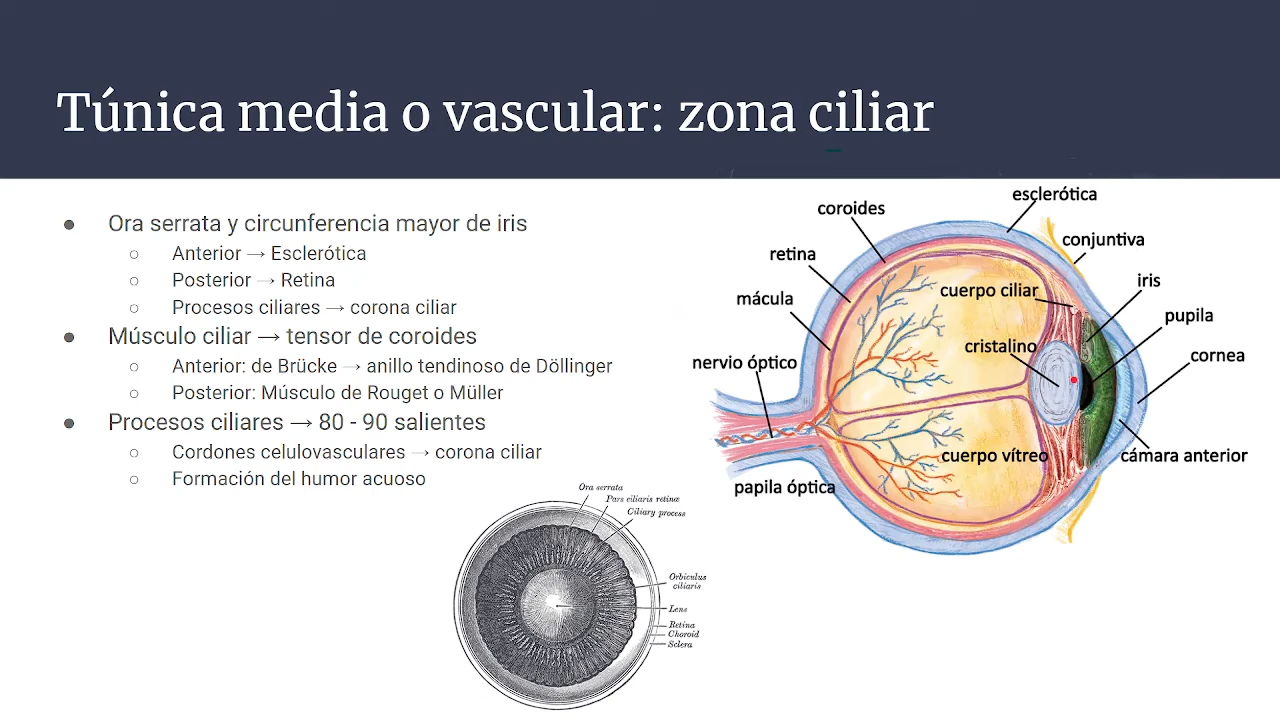 Túnica media o vascular: zona ciliar
● Ora serrata y circunferencia mayor de iris
○ Anterior → Esclerótica
○ Posterior → Retina
○ Procesos ciliares → corona ciliar
● Músculo ciliar → tensor de coroides
○ Anterior: de Brücke → anillo tendinoso de Döllinger
○ Posterior: Músculo de Rouget o Müller
● Procesos ciliares → 80 - 90 salientes
○ Cordones celulovasculares → corona ciliar
○ Formación del humor acuoso
esclerótica
coroides
conjuntiva
retina
iris
cuerpo ciliar
mácula
pupila
cristalino
cornea
nervio óptico
cuerpo vítreo
cámara anterior
papila óptica
Ora serrata
Pars ciliaris retinæ
Ciliary process
Orbiculus
ciliaris
Lens
Retina
Choroid
Sclera